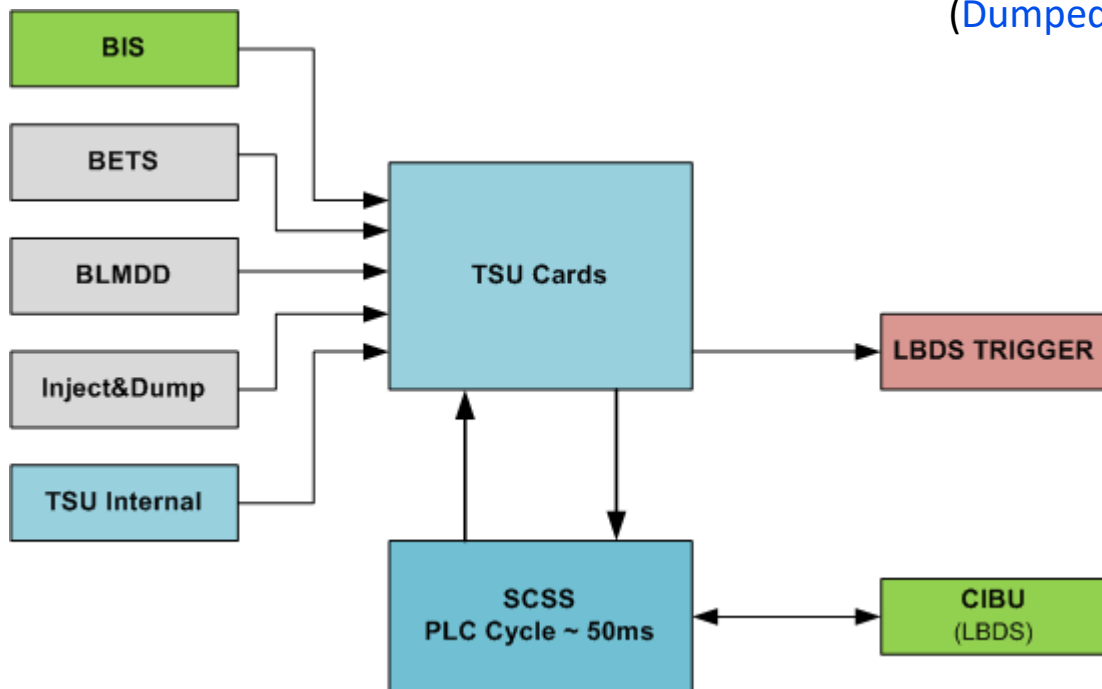 (Dumped
BIS
BETS
BLMDD
Inject&Dump
TSU Internal
TSU Cards
LBDS TRIGGER
SCSS
PLC Cycle ~ 50ms
CIBU
(LBDS)